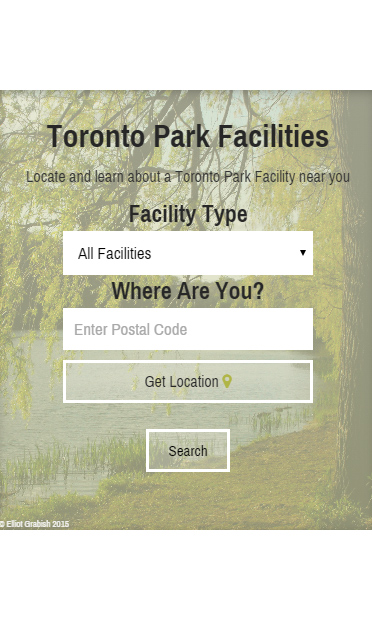 Toronto Park Facilities
Locate and learn about a Toronto Park Facility near you
Facility Type
All Facilities
Where Are You?
Enter Postal Code
Get Location
Search
© Elliot Grabish 2015